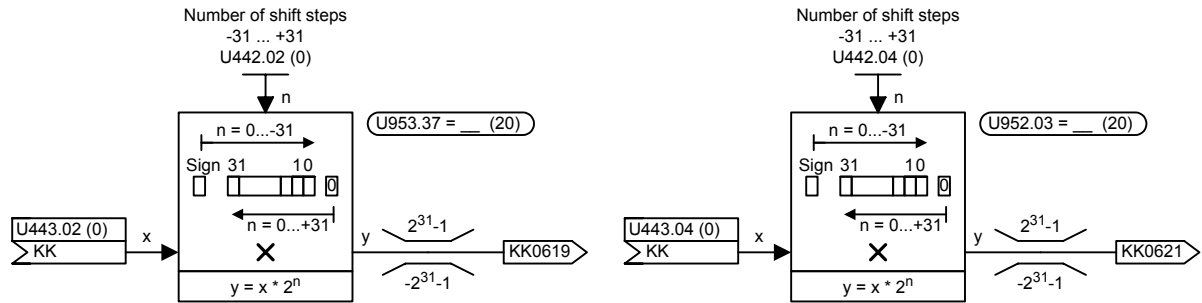 Number of shift steps
-31 ... +31
U442.02 (0)
n
U953.37 = __ (20)
n = 0...-31
Sign 31 1 0
0
n = 0...+31
U443.02 (0)
KK
x
y
2^31-1
-2^31-1
KK0619
y = x * 2^n
Number of shift steps
-31 ... +31
U442.04 (0)
n
U952.03 = __ (20)
n = 0...-31
Sign 31 1 0
0
n = 0...+31
U443.04 (0)
KK
x
y
2^31-1
-2^31-1
KK0621
y = x * 2^n